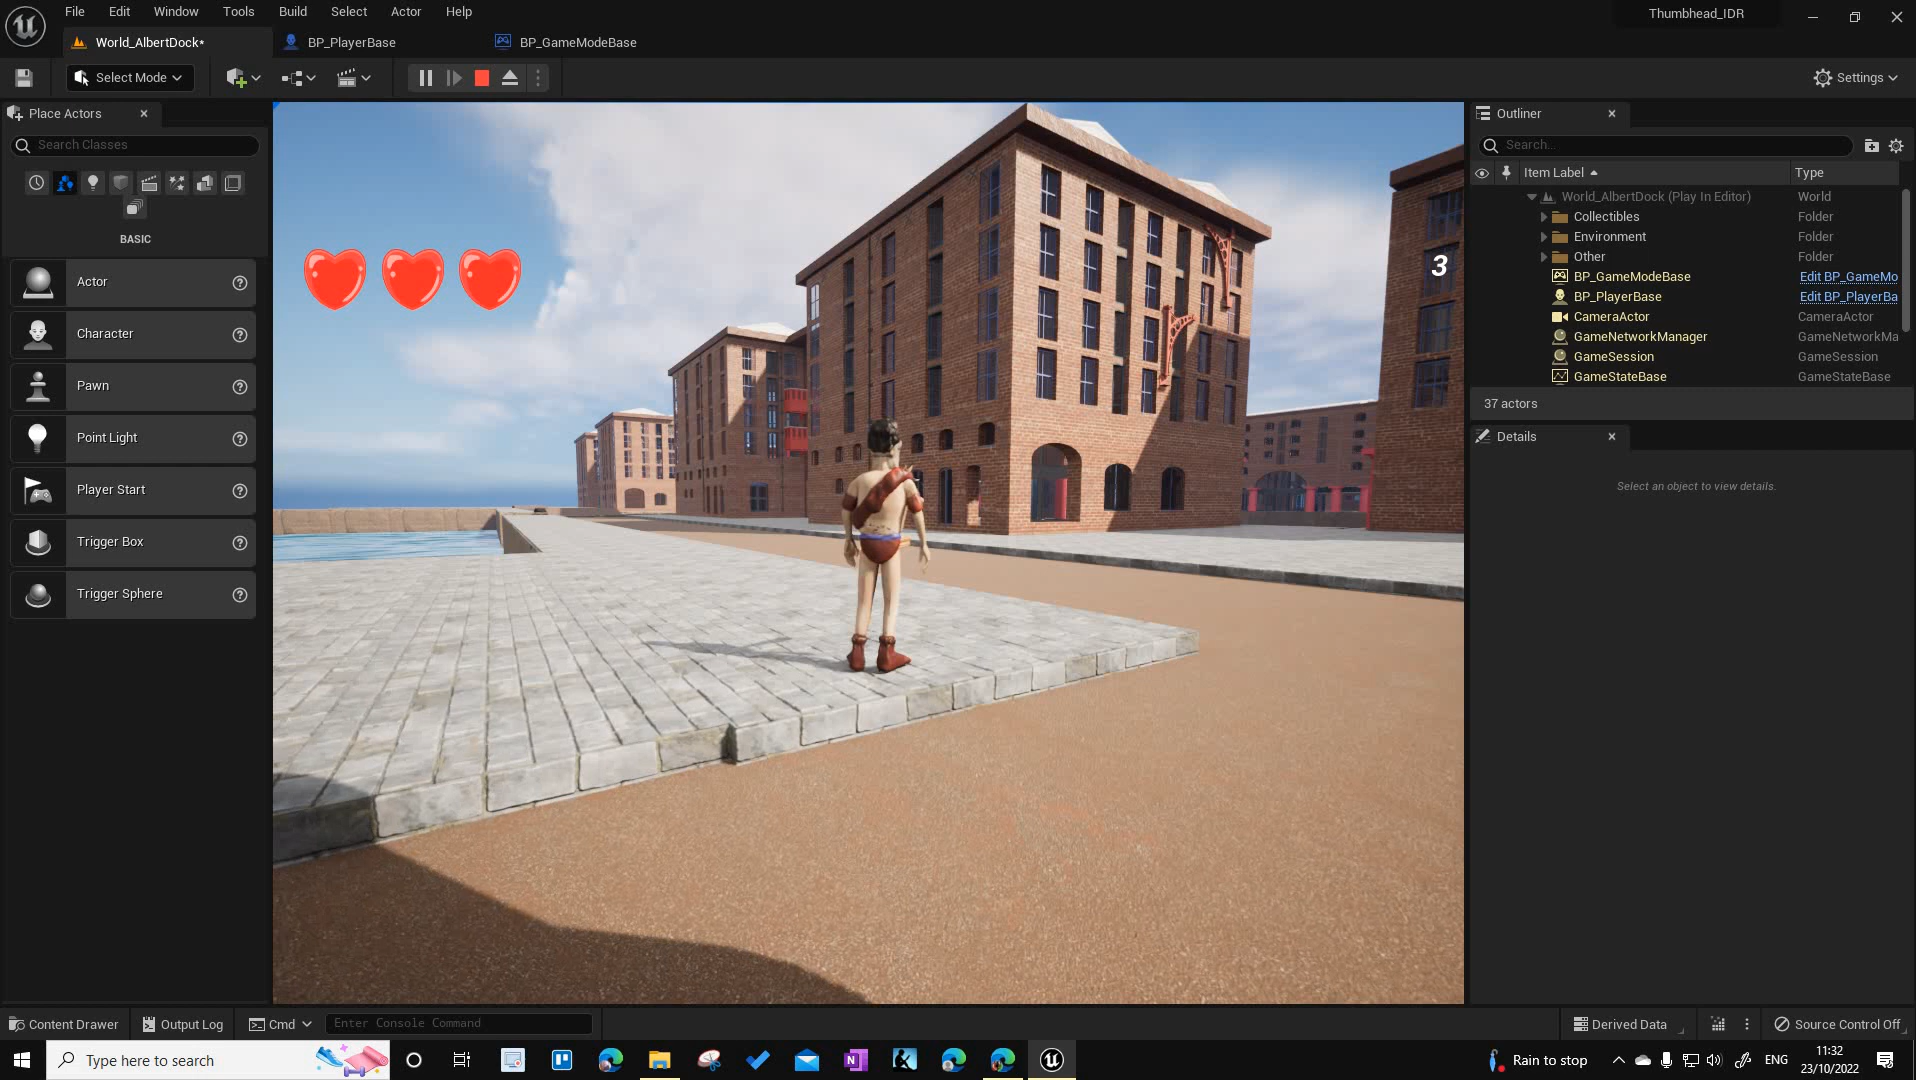 File Edit Window Tools Build Select Actor Help
Thumbhead_IDR
World_AlbertDock*
BP_PlayerBase
BP_GameModeBase
Select Mode
Settings
Place Actors
Outliner
Search Classes
Search...
Item Label
Type
World_AlbertDock (Play In Editor) World
Collectibles Folder
Environment Folder
Other Folder
BP_GameModeBase Edit BP_GameMo
BP_PlayerBase Edit BP_PlayerBa
CameraActor CameraActor
GameNetworkManager GameNetworkMa
GameSession GameSession
GameStateBase GameStateBase
37 actors
Details
Select an object to view details.
BASIC
Actor
Character
Pawn
Point Light
Player Start
Trigger Box
Trigger Sphere
3
Content Drawer
Output Log
Cmd
Enter Console Command
Derived Data
Source Control Off
Type here to search
Rain to stop
ENG
11:32
23/10/2022